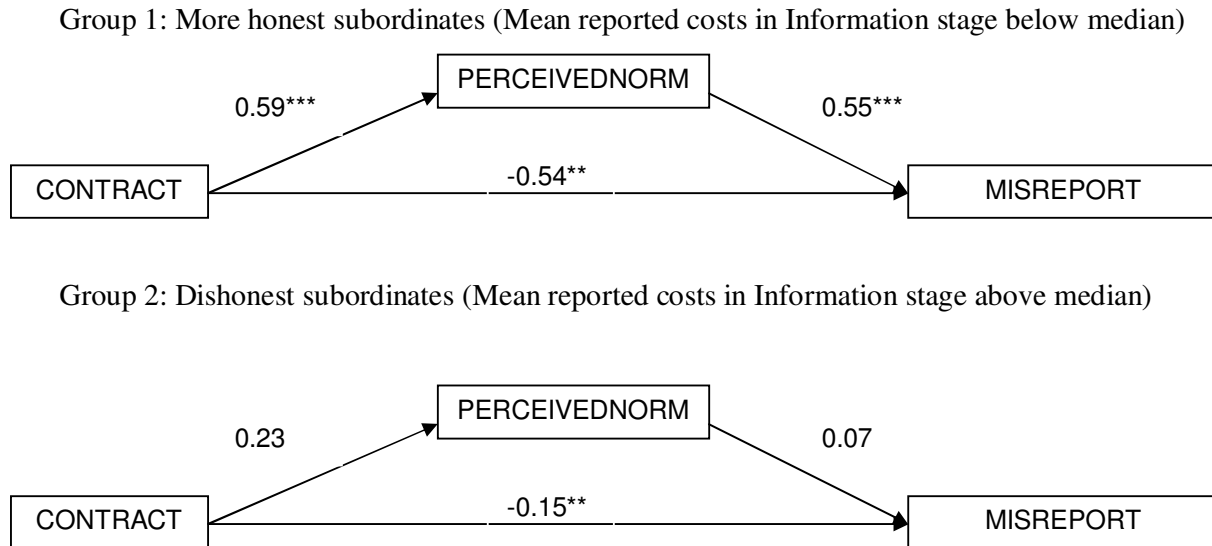 Group 1: More honest subordinates (Mean reported costs in Information stage below median)
PERCEIVEDNORM
0.59***
0.55***
-0.54**
CONTRACT
MISREPORT
Group 2: Dishonest subordinates (Mean reported costs in Information stage above median)
PERCEIVEDNORM
0.23
0.07
-0.15**
CONTRACT
MISREPORT